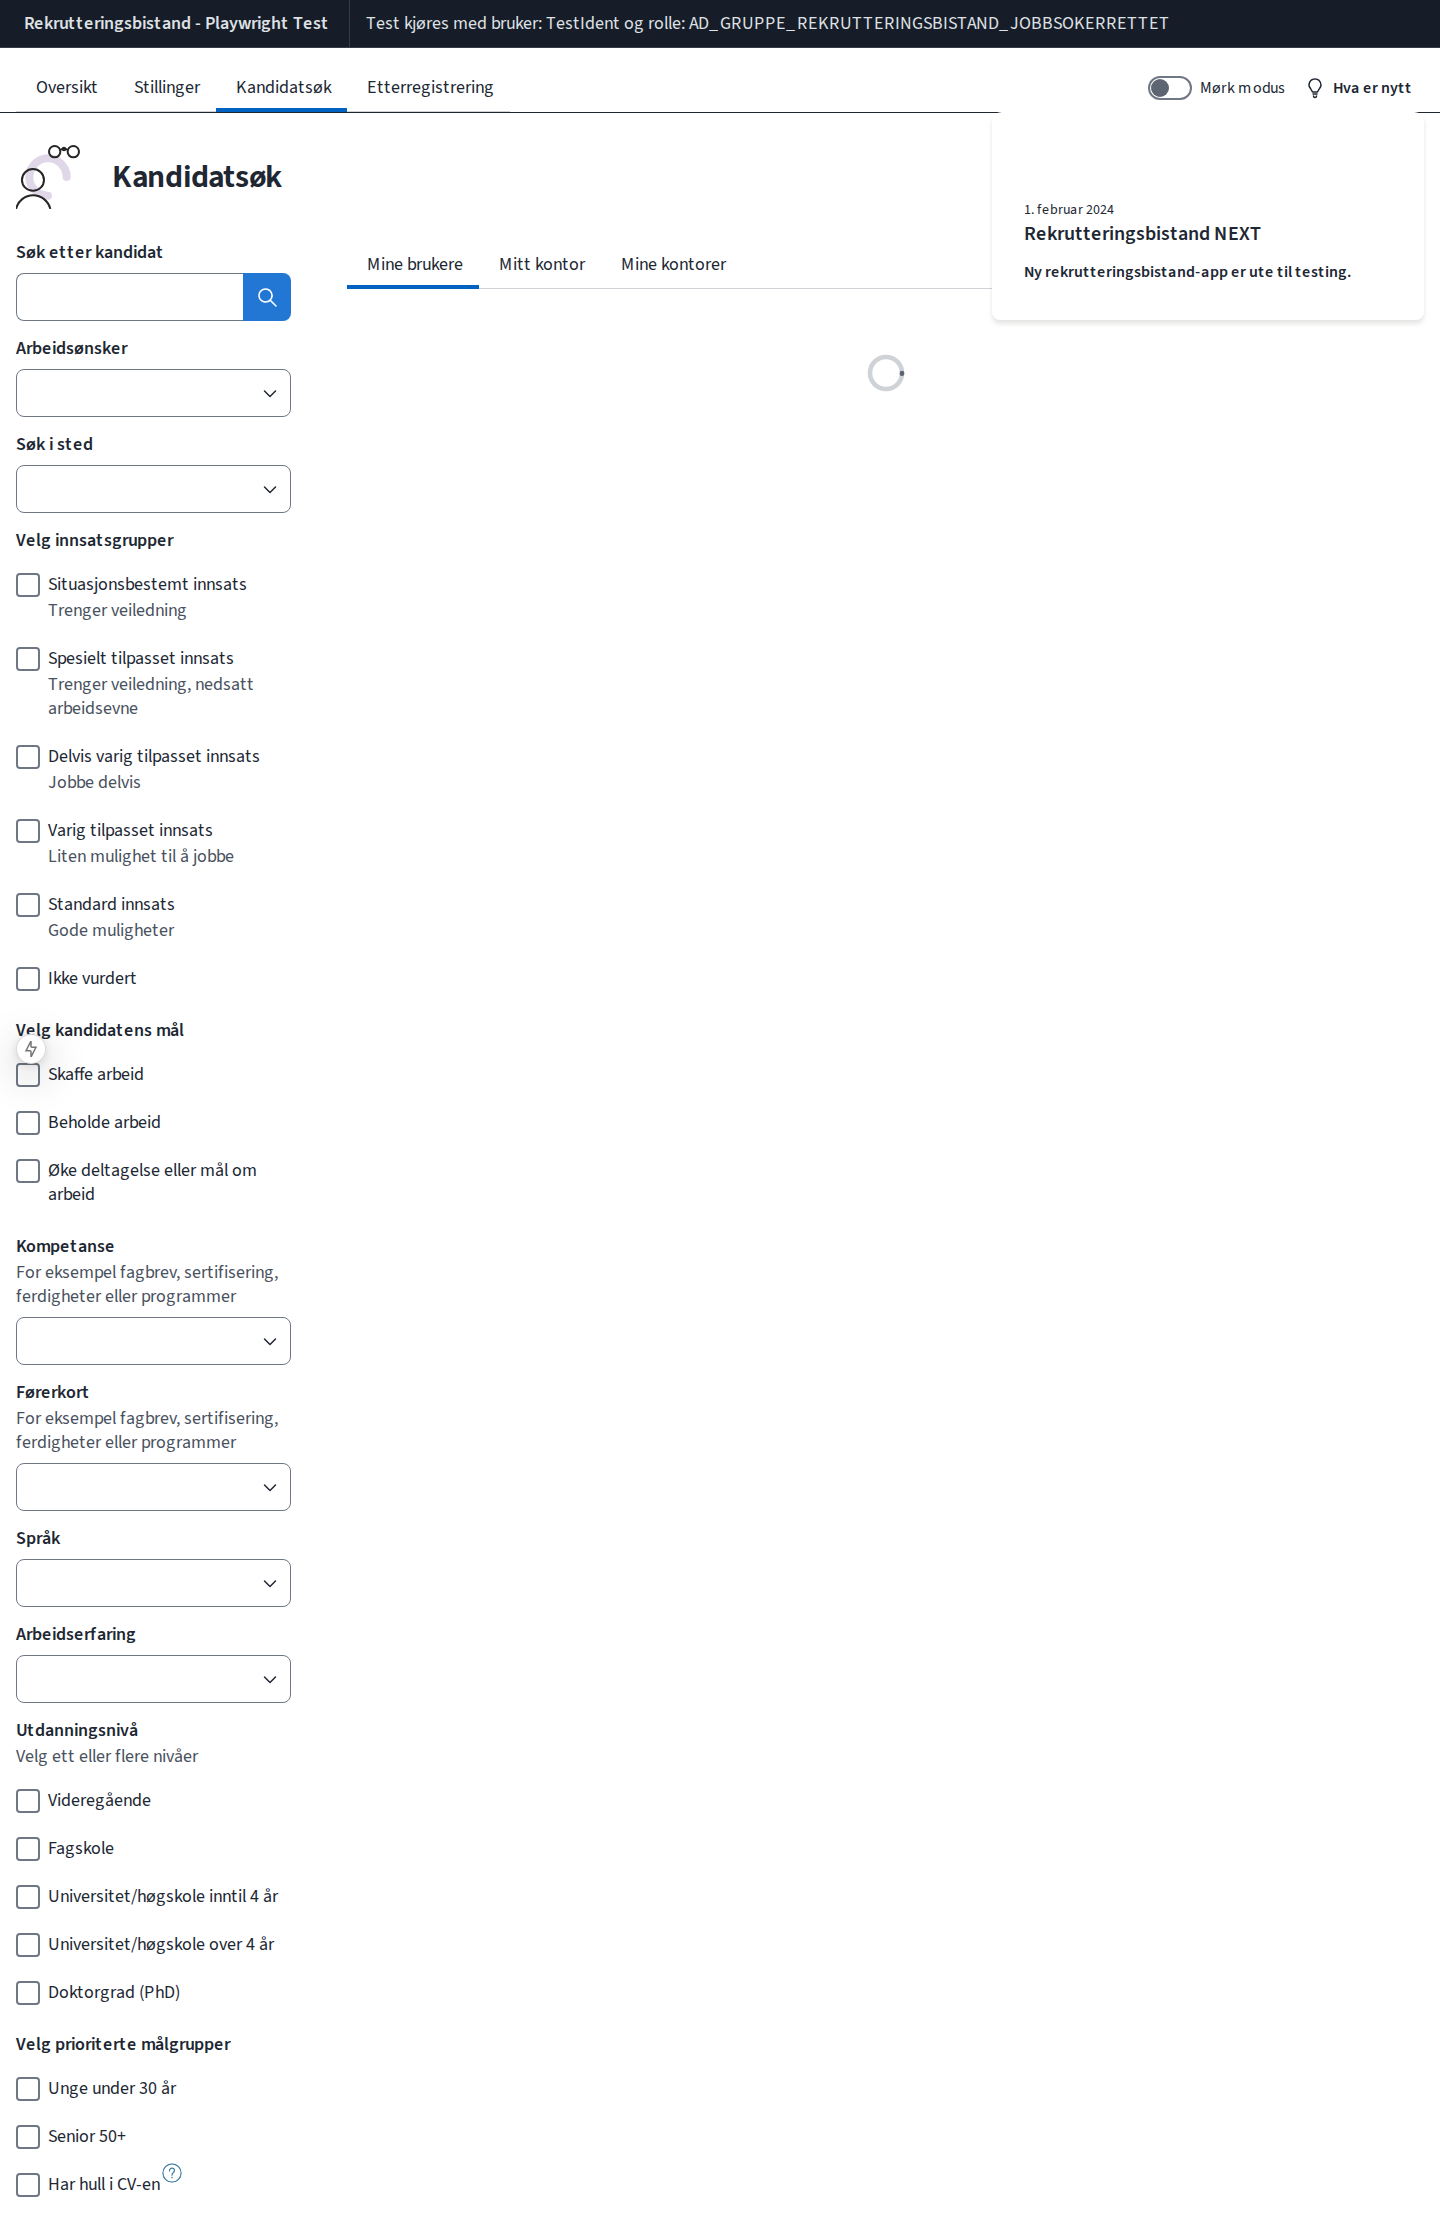 Rekrutteringsbistand - Playwright Test
Test kjøres med bruker: TestIdent og rolle: AD_GRUPPE_REKRUTTERINGSBISTAND_JOBBSOKERRETTET
Oversikt
Stillinger
Kandidatsøk
Etterregistrering
Mørk modus
Hva er nytt
Kandidatsøk
1. februar 2024
Rekrutteringsbistand NEXT
Ny rekrutteringsbistand-app er ute til testing.
Mine brukere
Mitt kontor
Mine kontorer
Søk etter kandidat
Arbeidsønsker
Søk i sted
Velg innsatsgrupper
Situasjonsbestemt innsats
Trenger veiledning
Spesielt tilpasset innsats
Trenger veiledning, nedsatt
arbeidsevne
Delvis varig tilpasset innsats
Jobbe delvis
Varig tilpasset innsats
Liten mulighet til å jobbe
Standard innsats
Gode muligheter
Ikke vurdert
Velg kandidatens mål
Skaffe arbeid
Beholde arbeid
Øke deltagelse eller mål om
arbeid
Kompetanse
For eksempel fagbrev, sertifisering,
ferdigheter eller programmer
Førerkort
For eksempel fagbrev, sertifisering,
ferdigheter eller programmer
Språk
Arbeidserfaring
Utdanningsnivå
Velg ett eller flere nivåer
Videregående
Fagskole
Universitet/høgskole inntil 4 år
Universitet/høgskole over 4 år
Doktorgrad (PhD)
Velg prioriterte målgrupper
Unge under 30 år
Senior 50+
Har hull i CV-en